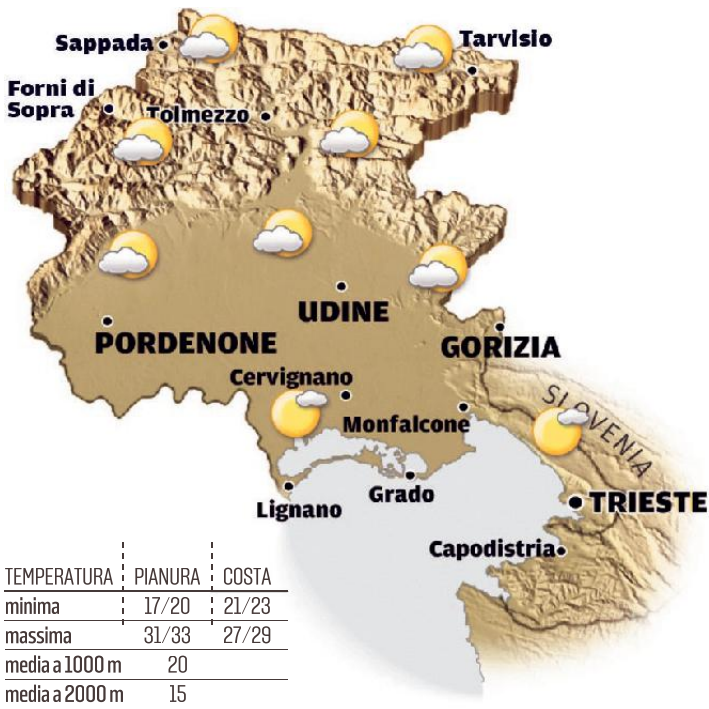 Sappada
Tarvisio
Forni di
Sopra
Tolmezzo
UDINE
PORDENONE
GORIZIA
Cervignano
SLOVENIA
Monfalcone
Grado
Lignano
TRIESTE
Capodistria
TEMPERATURA PIANURA COSTA
minima 17/20 21/23
massima 31/33 27/29
media a 1000 m 20
media a 2000 m 15